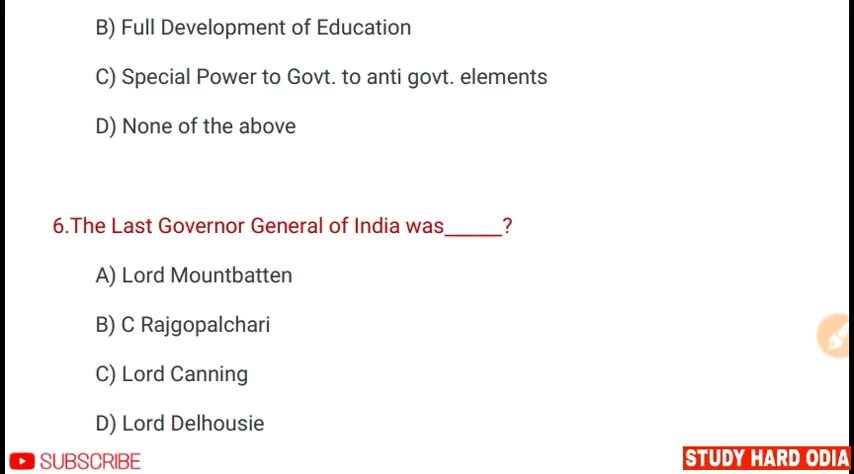 B) Full Development of Education
C) Special Power to Govt. to anti govt. elements
D) None of the above
6.The Last Governor General of India was_____?
A) Lord Mountbatten
B) C Rajgopalchari
C) Lord Canning
D) Lord Delhousie
SUBSCRIBE
STUDY HARD ODIA